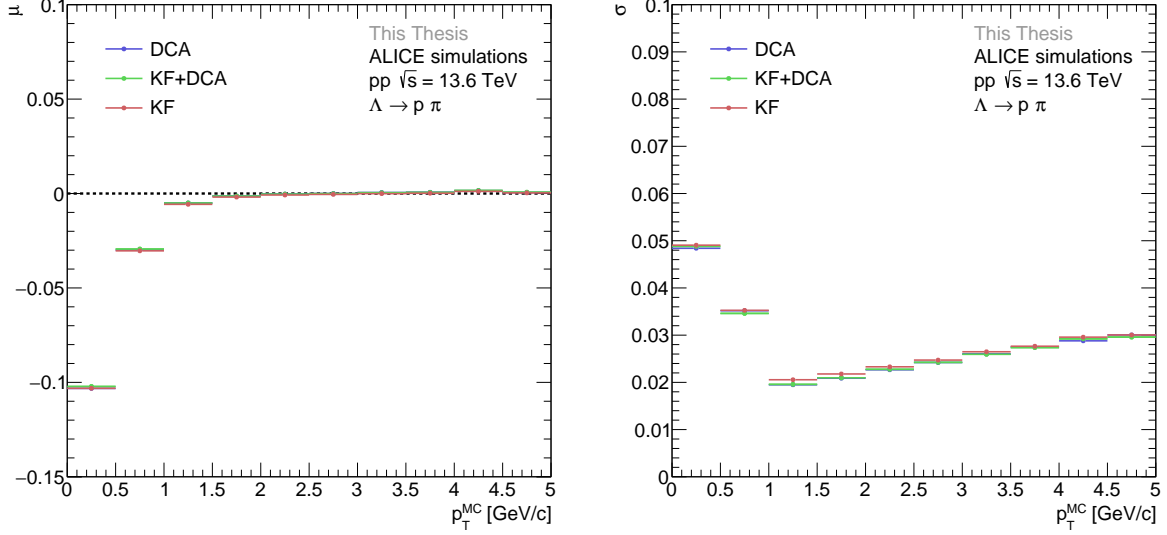 μ
0.1
0.05
0
−0.05
−0.1
−0.15
DCA
KF+DCA
KF
This Thesis
ALICE simulations
pp √s = 13.6 TeV
Λ → p π
0 0.5 1 1.5 2 2.5 3 3.5 4 4.5 5
p_T^MC [GeV/c]
σ
0.1
0.09
0.08
0.07
0.06
0.05
0.04
0.03
0.02
0.01
0
DCA
KF+DCA
KF
This Thesis
ALICE simulations
pp √s = 13.6 TeV
Λ → p π
0 0.5 1 1.5 2 2.5 3 3.5 4 4.5 5
p_T^MC [GeV/c]